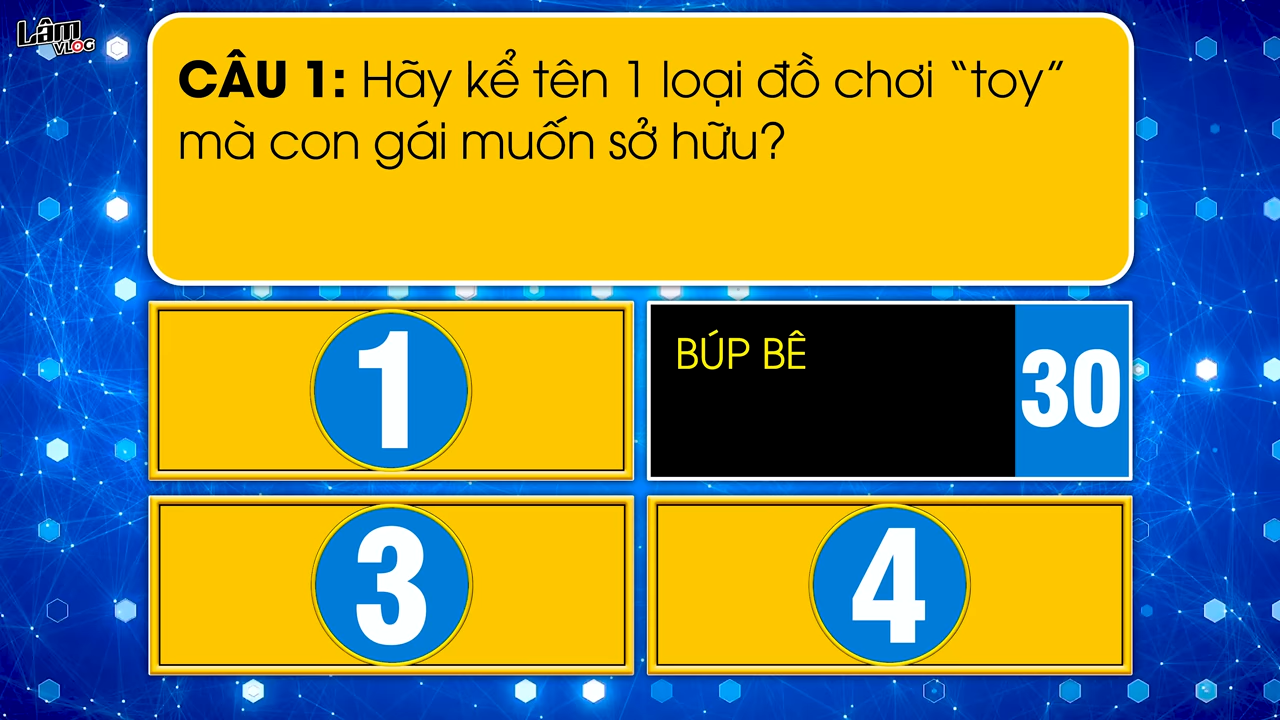 Lâm
VLOG
CÂU 1: Hãy kể tên 1 loại đồ chơi “toy”
mà con gái muốn sở hữu?
1
BÚP BÊ
30
3
4